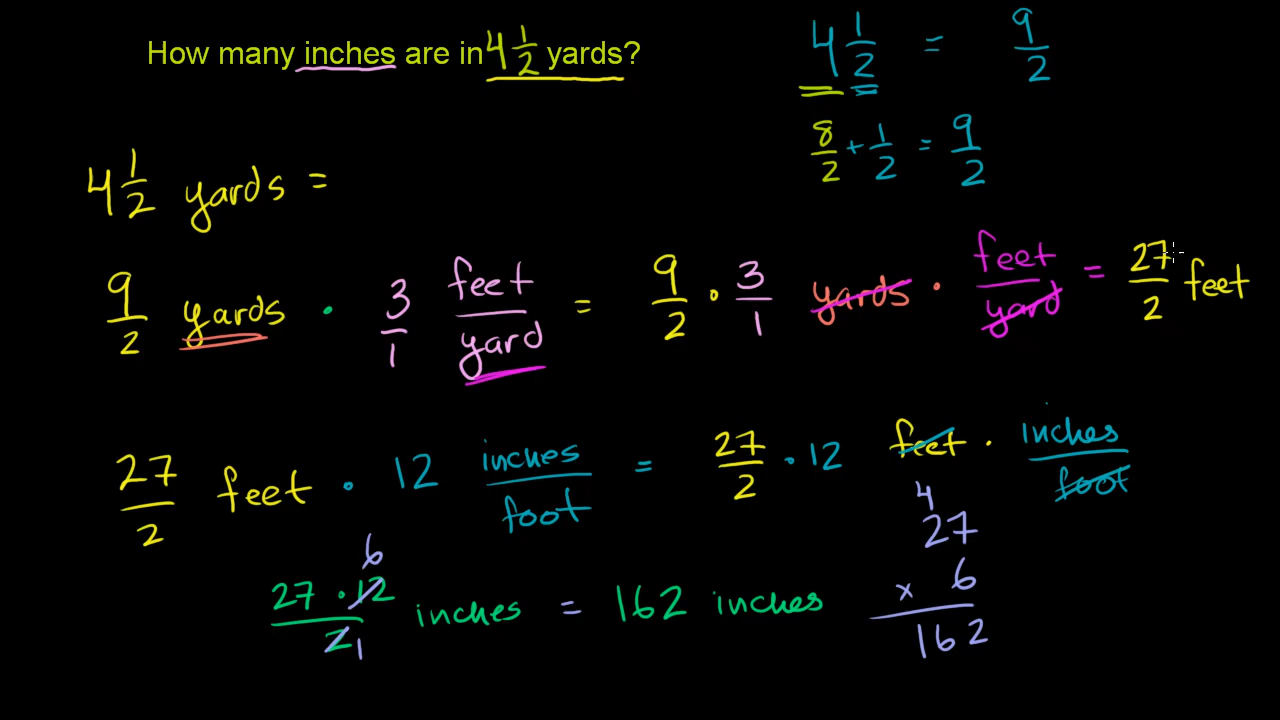 How many inches are in 4 1/2 yards?
4 1/2 = 9/2
8/2 + 1/2 = 9/2
4 1/2 yards =
9/2 yards · 3/1 feet/yard = 9/2 · 3/1 yards · feet/yard = 27/2 feet
27/2 feet · 12 inches/foot = 27/2 · 12 feet · inches/foot
4
27
x 6
162
6
27 · 12/2 1 inches = 162 inches